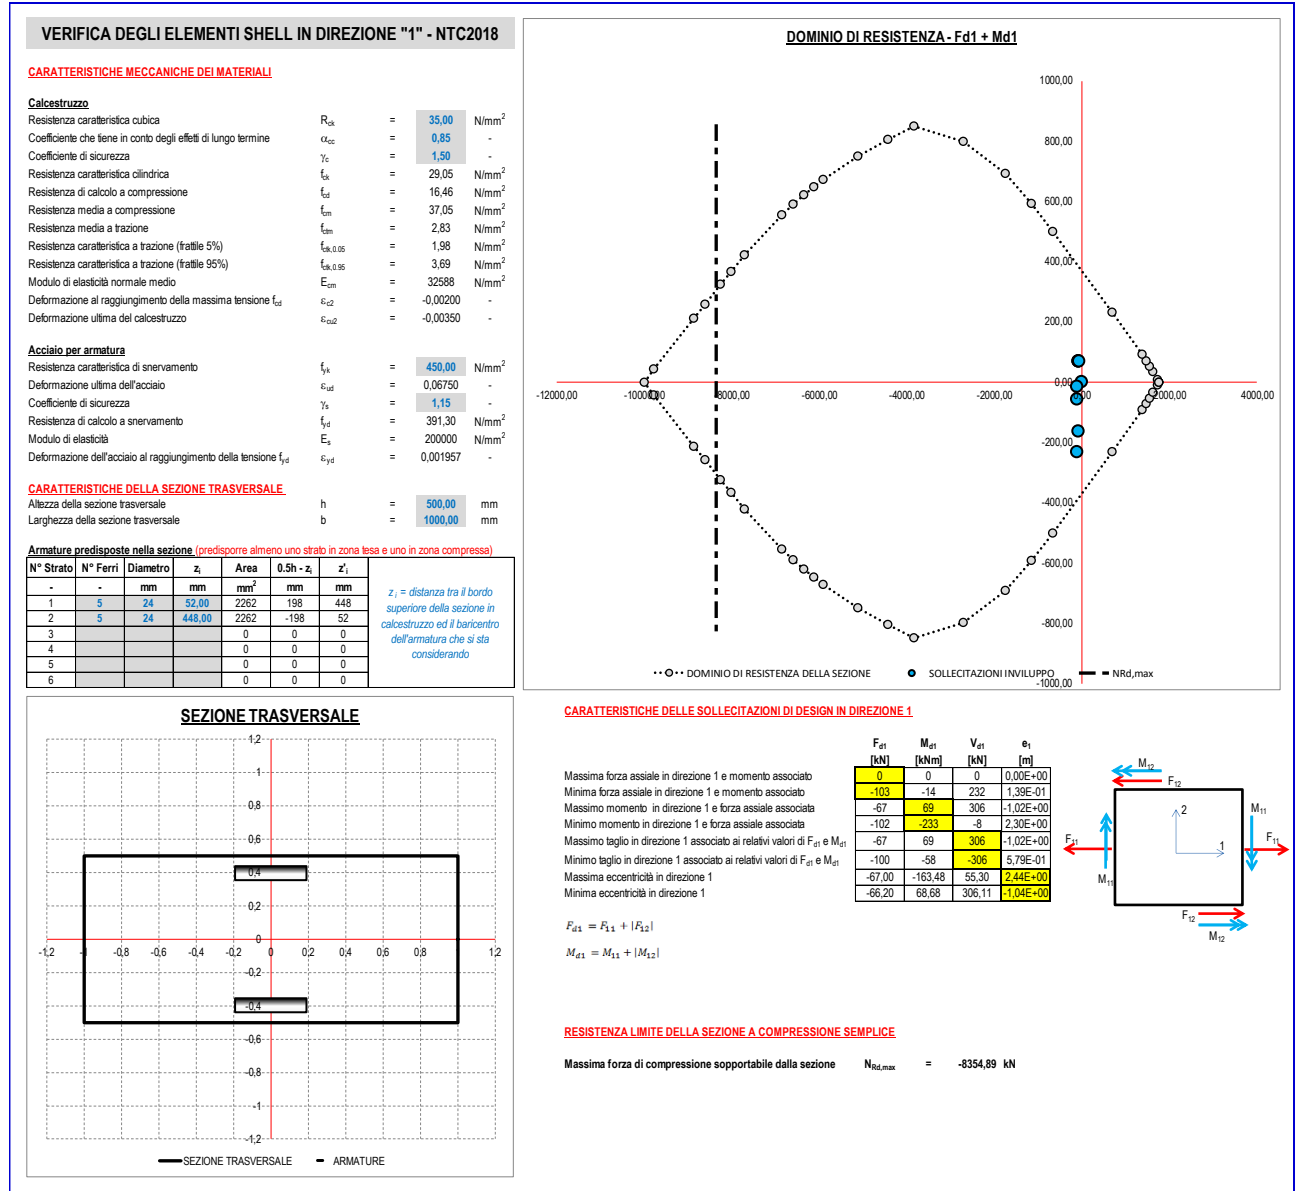 VERIFICA DEGLI ELEMENTI SHELL IN DIREZIONE "1" - NTC2018
CARATTERISTICHE MECCANICHE DEI MATERIALI
Calcestruzzo
Resistenza caratteristica cubica Rck = 35,00 N/mm2
Coefficiente che tiene in conto degli effetti di lungo termine αcc = 0,85 -
Coefficiente di sicurezza γc = 1,50 -
Resistenza caratteristica cilindrica fck = 29,05 N/mm2
Resistenza di calcolo a compressione fcd = 16,46 N/mm2
Resistenza media a compressione fcm = 37,05 N/mm2
Resistenza media a trazione fctm = 2,83 N/mm2
Resistenza caratteristica a trazione (frattile 5%) fctk,0.05 = 1,98 N/mm2
Resistenza caratteristica a trazione (frattile 95%) fctk,0.95 = 3,69 N/mm2
Modulo di elasticità normale medio Ecm = 32588 N/mm2
Deformazione al raggiungimento della massima tensione fcd εc2 = -0,00200 -
Deformazione ultima del calcestruzzo εcu2 = -0,00350 -
Acciaio per armatura
Resistenza caratteristica di snervamento fyk = 450,00 N/mm2
Deformazione ultima dell'acciaio εud = 0,06750 -
Coefficiente di sicurezza γs = 1,15 -
Resistenza di calcolo a snervamento fyd = 391,30 N/mm2
Modulo di elasticità Es = 200000 N/mm2
Deformazione dell'acciaio al raggiungimento della tensione fyd εyd = 0,001957 -
CARATTERISTICHE DELLA SEZIONE TRASVERSALE
Altezza della sezione trasversale h = 500,00 mm
Larghezza della sezione trasversale b = 1000,00 mm
Armature predisposte nella sezione (predisporre almeno uno strato in zona tesa e uno in zona compressa)
N° Strato N° Ferri Diametro zi Area 0.5h - zi z'i
- - mm mm mm2 mm mm
1 5 24 52,00 2262 198 448
2 5 24 448,00 2262 -198 52
3 0 0 0
4 0 0 0
5 0 0 0
6 0 0 0
zi = distanza tra il bordo
superiore della sezione in
calcestruzzo ed il baricentro
dell'armatura che si sta
considerando
DOMINIO DI RESISTENZA - Fd1 + Md1
1000,00
800,00
600,00
400,00
200,00
0,00
-200,00
-400,00
-600,00
-800,00
-1000,00
-12000,00 -10000,00 -8000,00 -6000,00 -4000,00 -2000,00 0,00 2000,00 4000,00
DOMINIO DI RESISTENZA DELLA SEZIONE SOLLECITAZIONI INVILUPPO NRd,max
SEZIONE TRASVERSALE
1,2
1
0,8
0,6
0,4
0,2
0
-0,2
-0,4
-0,6
-0,8
-1
-1,2
-1,2 -1 -0,8 -0,6 -0,4 -0,2 0 0,2 0,4 0,6 0,8 1 1,2
SEZIONE TRASVERSALE ARMATURE
CARATTERISTICHE DELLE SOLLECITAZIONI DI DESIGN IN DIREZIONE 1
Fd1 Md1 Vd1 e1
[kN] [kNm] [kN] [m]
Massima forza assiale in direzione 1 e momento associato 0 0 0 0,00E+00
Minima forza assiale in direzione 1 e momento associato -103 -14 232 1,39E-01
Massimo momento in direzione 1 e forza assiale associata -67 69 306 -1,02E+00
Minimo momento in direzione 1 e forza assiale associata -102 -233 -8 2,30E+00
Massimo taglio in direzione 1 associato ai relativi valori di Fd1 e Md1 -67 69 306 -1,02E+00
Minimo taglio in direzione 1 associato ai relativi valori di Fd1 e Md1 -100 -58 -306 5,79E-01
Massima eccentricità in direzione 1 -67,00 -163,48 55,30 2,44E+00
Minima eccentricità in direzione 1 -66,20 68,68 306,11 -1,04E+00
Fd1 = F11 + |F12|
Md1 = M11 + |M12|
M12
F12
2
M11
F11
F11
1
M11
F12
M12
RESISTENZA LIMITE DELLA SEZIONE A COMPRESSIONE SEMPLICE
Massima forza di compressione sopportabile dalla sezione NRd,max = -8354,89 kN